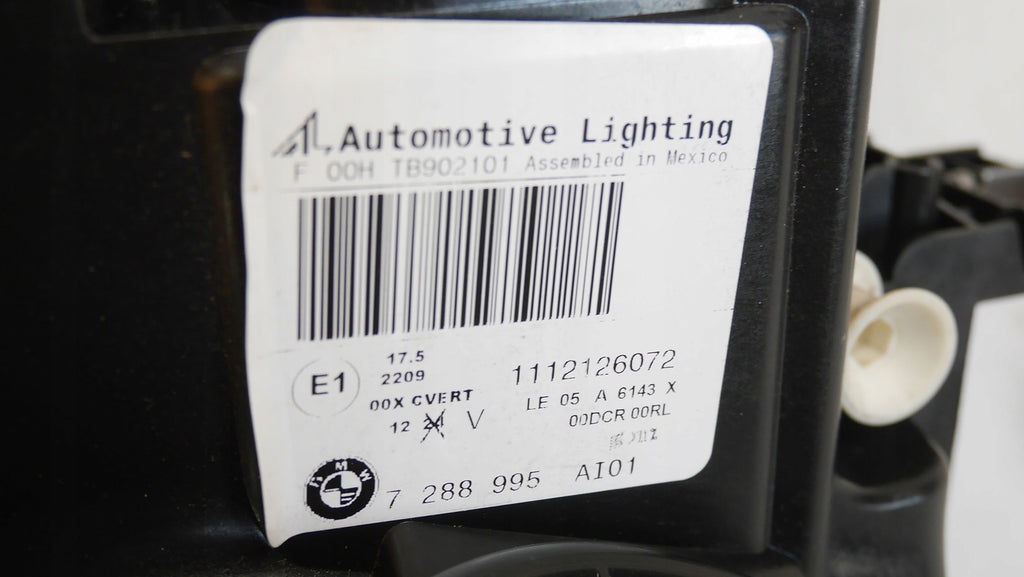 AL Automotive Lighting
F 00H TB902101 Assembled in Mexico
E1
17.5
2209
00X CVERT
12 24 V
1112126072
LE 05 A 6143 X
00DCR 00RL
BMW
7 288 995 AI01